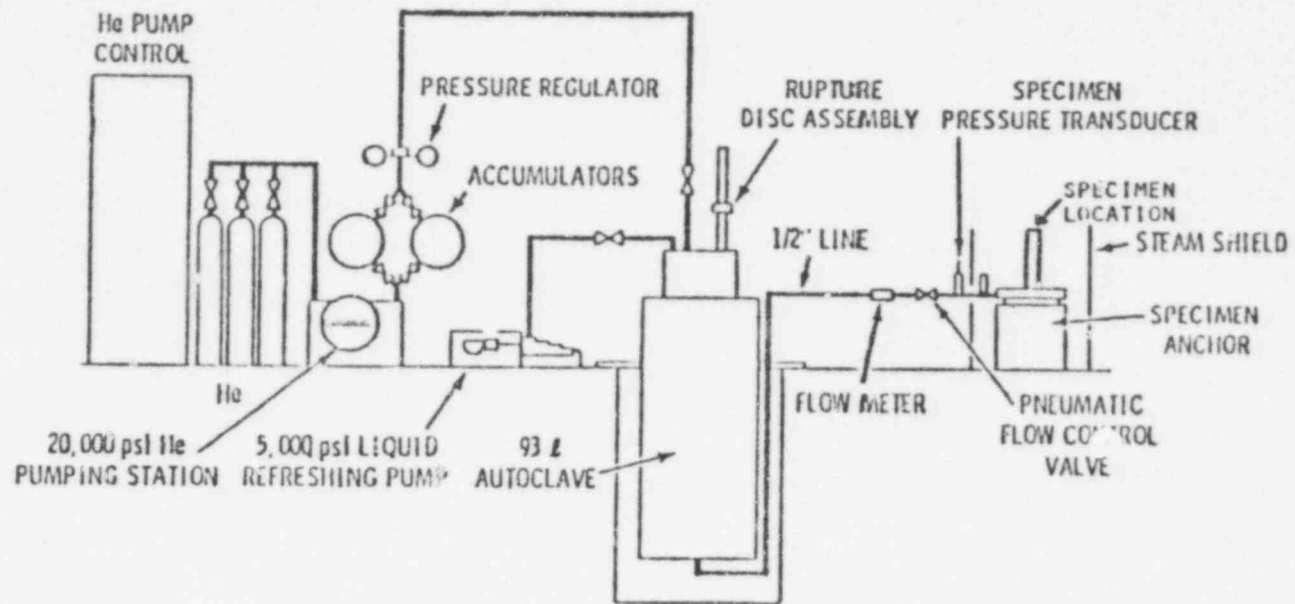 He PUMP
CONTROL
PRESSURE REGULATOR
ACCUMULATORS
RUPTURE
DISC ASSEMBLY
SPECIMEN
PRESSURE TRANSDUCER
SPECIMEN
LOCATION
STEAM SHIELD
1/2" LINE
SPECIMEN
ANCHOR
He
FLOW METER
PNEUMATIC
FLOW CONTROL
VALVE
20,000 psi He
PUMPING STATION
5,000 psi LIQUID
REFRESHING PUMP
93 ℓ
AUTOCLAVE